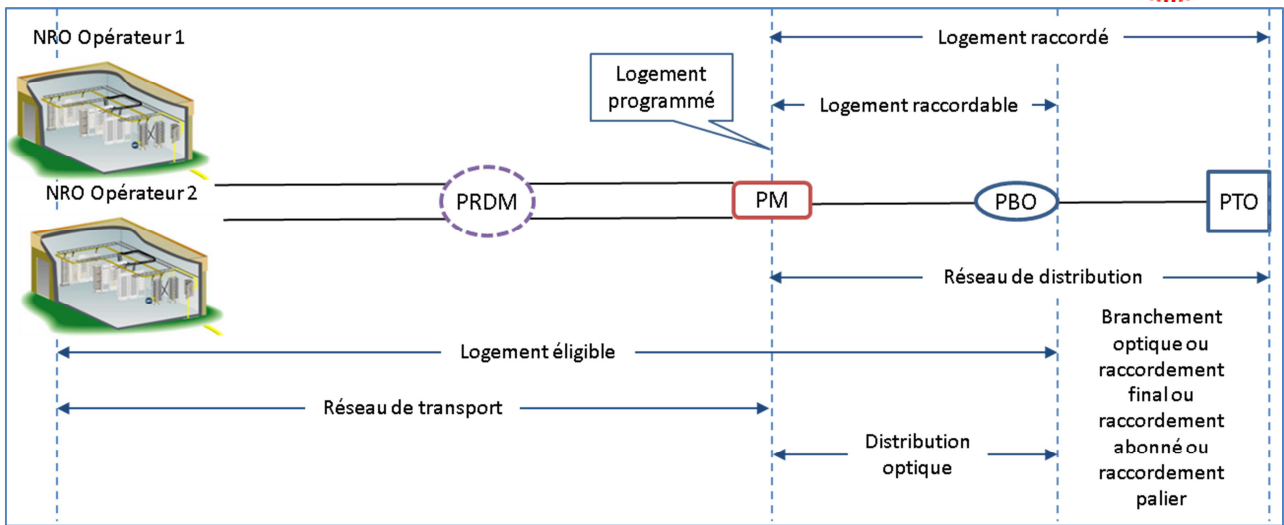 NRO Opérateur 1
Logement raccordé
Logement
programmé
Logement raccordable
NRO Opérateur 2
PRDM
PM
PBO
PTO
Réseau de distribution
Logement éligible
Branchement
optique ou
raccordement
final ou
raccordement
abonné ou
raccordement
palier
Réseau de transport
Distribution
optique